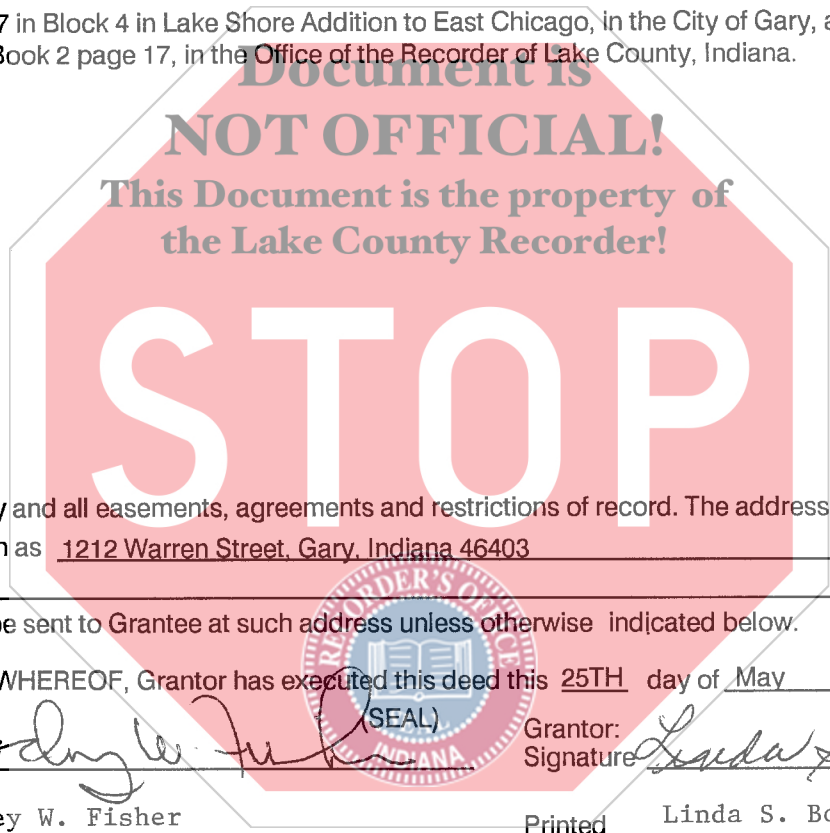 7 in Block 4 in Lake Shore Addition to East Chicago, in the City of Gary, a
Book 2 page 17, in the Office of the Recorder of Lake County, Indiana.
Document is
NOT OFFICIAL!
This Document is the property of
the Lake County Recorder!
STOP
y and all easements, agreements and restrictions of record. The address
n as 1212 Warren Street, Gary, Indiana 46403
RECORDER'S OFFICE
INDIANA
be sent to Grantee at such address unless otherwise indicated below.
WHEREOF, Grantor has executed this deed this 25TH day of May
(SEAL)
Grantor:
Signature Linda S
ey W. Fisher
Printed Linda S. Bo